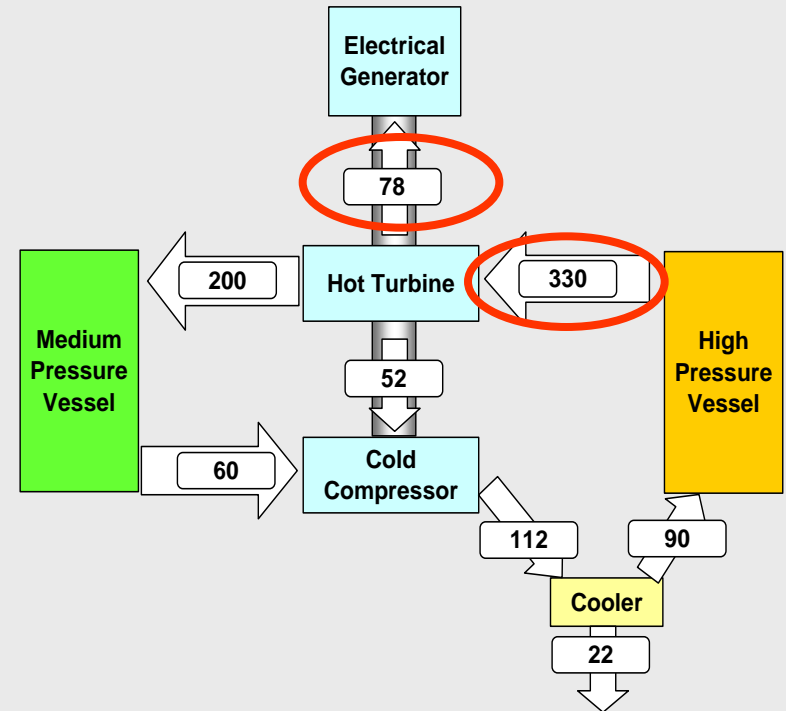 Electrical
Generator
78
200
Hot Turbine
330
Medium
Pressure
Vessel
High
Pressure
Vessel
52
60
Cold
Compressor
112
90
Cooler
22